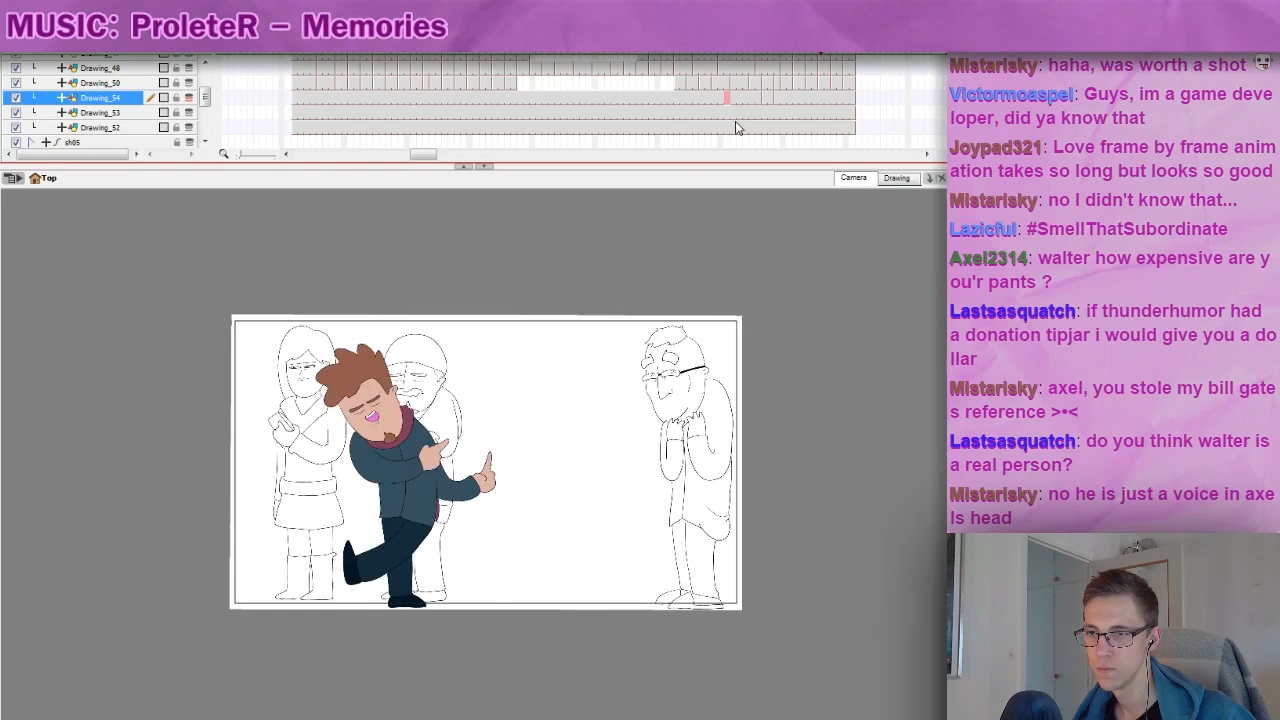 MUSIC: ProleteR – Memories
Drawing_48
Drawing_50
Drawing_54
Drawing_53
Drawing_52
sh05
Top
Camera
Drawing...
Mistarisky: haha, was worth a shot
Victormoaspel: Guys, im a game deve
loper, did ya know that
Joypad321: Love frame by frame anim
ation takes so long but looks so good
Mistarisky: no I didn't know that...
Lazicful: #SmellThatSubordinate
Axel2314: walter how expensive are y
ou'r pants ?
Lastsasquatch: if thunderhumor had
a donation tipjar i would give you a do
llar
Mistarisky: axel, you stole my bill gate
s reference >•<
Lastsasquatch: do you think walter is
a real person?
Mistarisky: no he is just a voice in axe
ls head